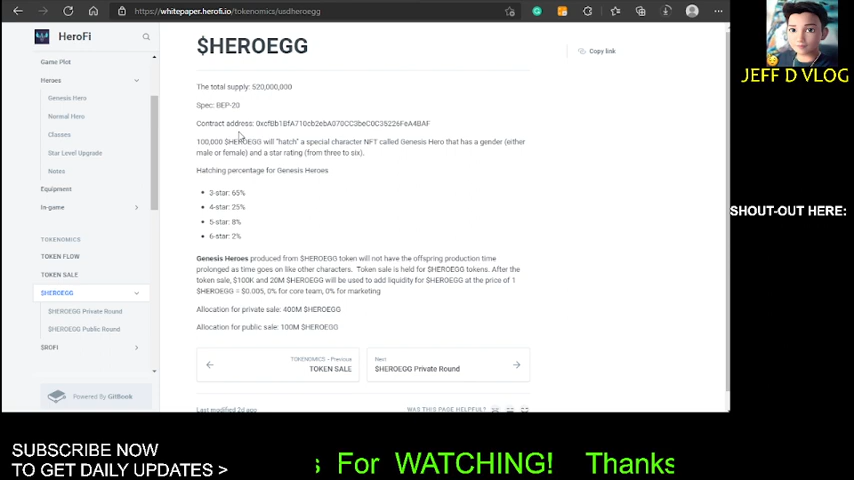 https://whitepaper.herofi.io/tokenomics/usdheroegg
HeroFi
Game Plot
Heroes
Genesis Hero
Normal Hero
Classes
Star Level Upgrade
Notes
Equipment
In-game
TOKENOMICS
TOKEN FLOW
TOKEN SALE
$HEROEGG
$HEROEGG Private Round
$HEROEGG Public Round
$ROFI
Powered By GitBook
$HEROEGG
Copy link
The total supply: 520,000,000
Spec: BEP-20
Contract address:
100,000 $HEROEGG will "hatch" a special character NFT called Genesis Hero that has a gender (either
male or female) and a star rating (from three to six).
Hatching percentage for Genesis Heroes
3-star: 65%
4-star: 25%
5-star: 8%
6-star: 2%
Genesis Heroes produced from $HEROEGG token will not have the offspring production time
prolonged as time goes on like other characters. Token sale is held for $HEROEGG tokens. After the
token sale, $100K and 20M $HEROEGG will be used to add liquidity for $HEROEGG at the price of 1
$HEROEGG = $0.005, 0% for core team, 0% for marketing
Allocation for private sale: 400M $HEROEGG
Allocation for public sale: 100M $HEROEGG
TOKENOMICS - Previous
TOKEN SALE
Next
$HEROEGG Private Round
Last modified 2d ago
WAS THIS PAGE HELPFUL?
JEFF D VLOG
SHOUT-OUT HERE:
SUBSCRIBE NOW
TO GET DAILY UPDATES >
s For WATCHING! Thanks